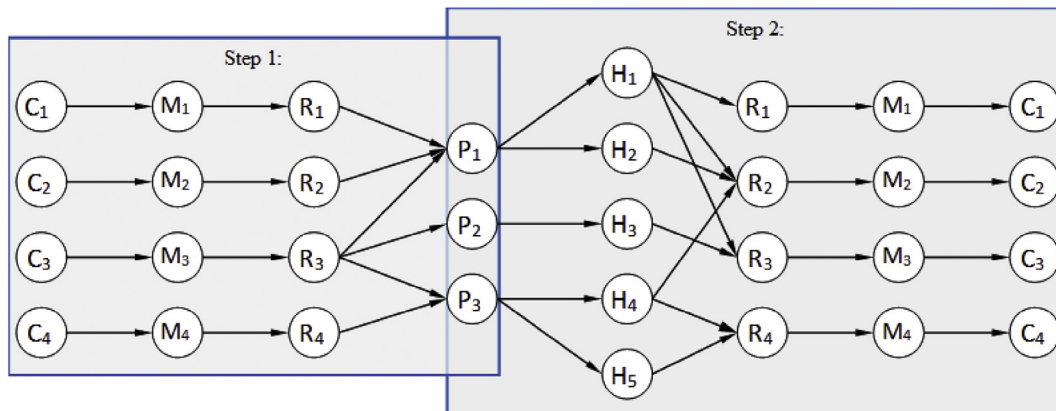 Step 1:
Step 2:
C₁ M₁ R₁ P₁ H₁ R₁ M₁ C₁
C₂ M₂ R₂ P₂ H₂ R₂ M₂ C₂
C₃ M₃ R₃ P₃ H₃ R₃ M₃ C₃
C₄ M₄ R₄ H₄ R₄ M₄ C₄
H₅